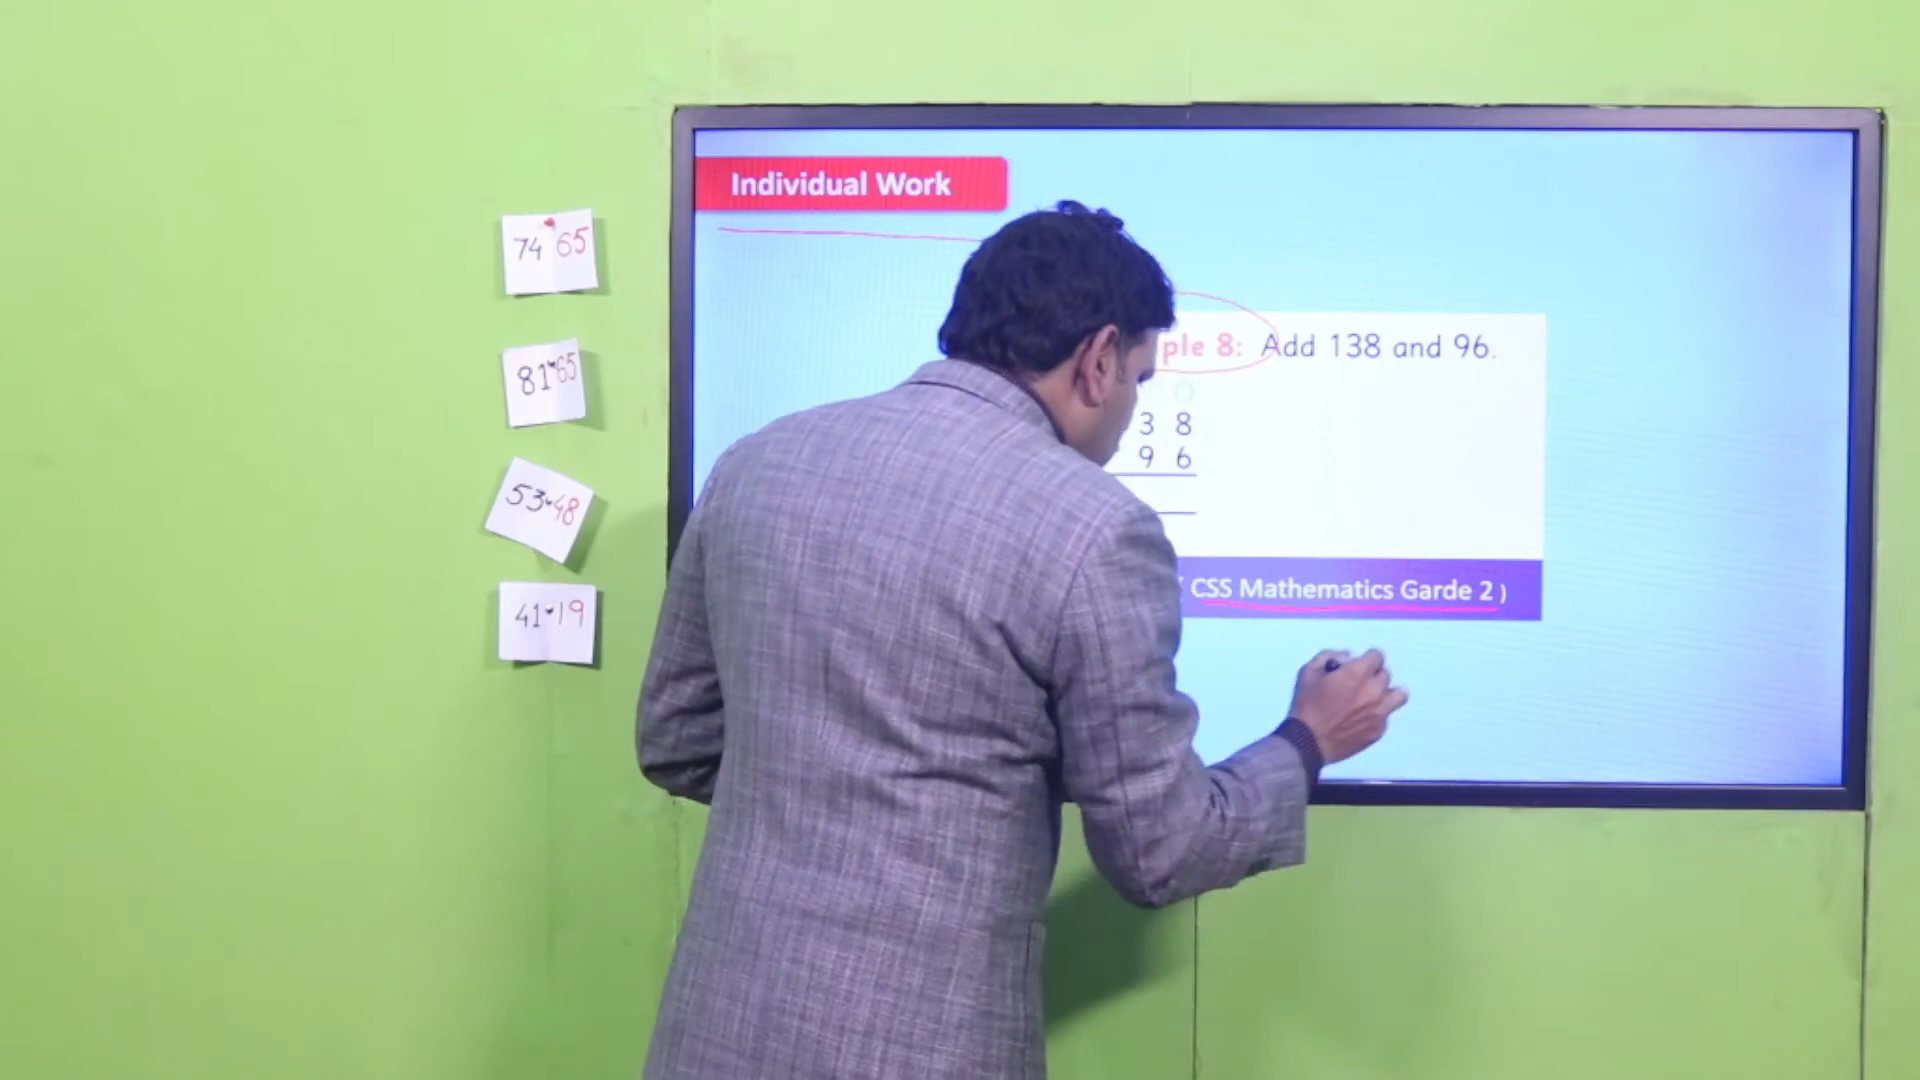 Individual Work
74 65
81 65
53 48
41 19
ple 8: Add 138 and 96.
3 8
9 6
( CSS Mathematics Garde 2 )